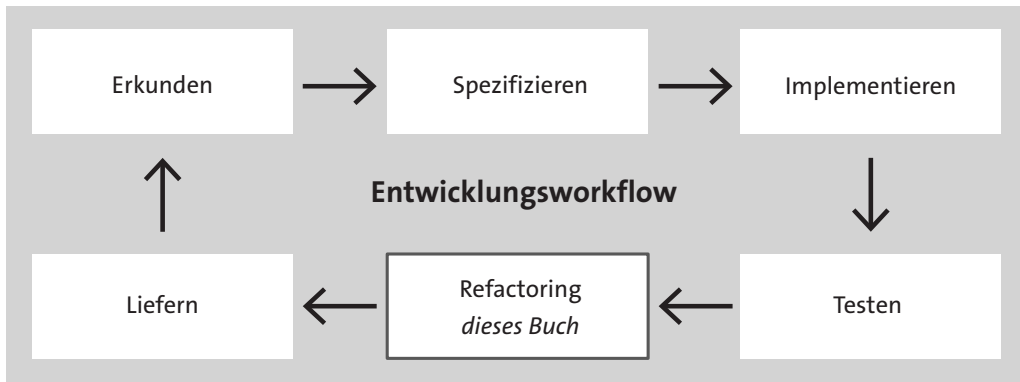 Erkunden
Spezifizieren
Implementieren
Entwicklungsworkflow
Liefern
Refactoring
dieses Buch
Testen